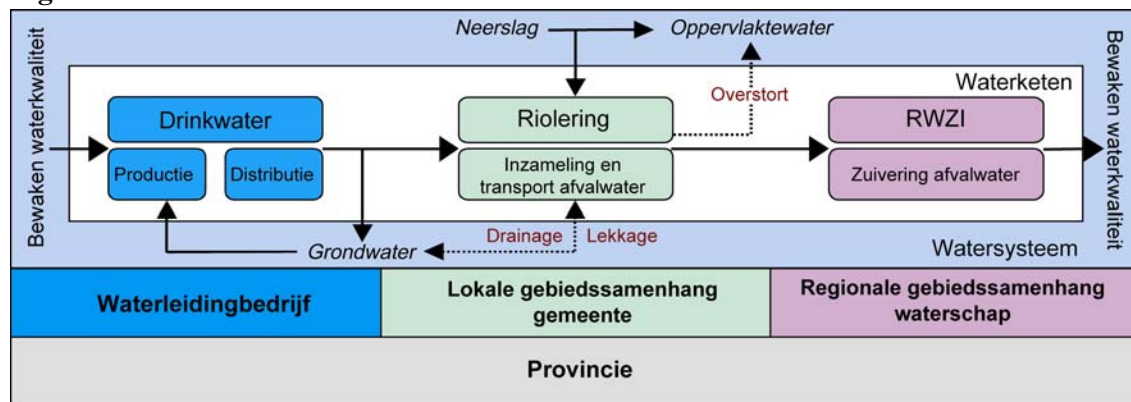 Neerslag
Oppervlaktewater
Bewaken waterkwaliteit
Bewaken waterkwaliteit
Waterketen
Overstort
Drinkwater
Riolering
RWZI
Productie
Distributie
Inzameling en
transport afvalwater
Zuivering afvalwater
Drainage
Lekkage
Grondwater
Watersysteem
Waterleidingbedrijf
Lokale gebiedssamenhang
gemeente
Regionale gebiedssamenhang
waterschap
Provincie